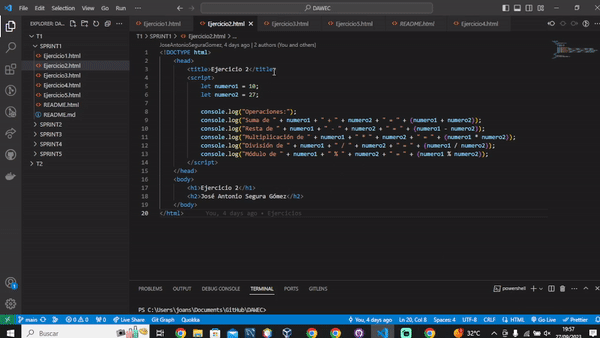 File Edit Selection View Go Run ... DAWEC
EXPLORER: DAWEC
Ejercicio1.html Ejercicio2.html Ejercicio3.html Ejercicio5.html README.html Ejercicio4.html
T1 > SPRINT1 > Ejercicio2.html > ...
T1
SPRINT1
Ejercicio1.html
Ejercicio2.html
Ejercicio3.html
Ejercicio4.html
Ejercicio5.html
README.html
README.md
SPRINT2
SPRINT3
SPRINT4
SPRINT5
T2
JoseAntonioSeguraGomes, 4 days ago | 2 authors (You and others)
1 <!DOCTYPE html>
2 <head>
3 <title>Ejercicio 2</title>
4 <script>
5 let numero1 = 10;
6 let numero2 = 27;
7
8 console.log("Operaciones:");
9 console.log("Suma de " + numero1 + " + " + numero2 + " = " + (numero1 + numero2));
10 console.log("Resta de " + numero1 + " - " + numero2 + " = " + (numero1 - numero2));
11 console.log("Multiplicación de " + numero1 + " * " + numero2 + " = " + (numero1 * numero2));
12 console.log("División de " + numero1 + " / " + numero2 + " = " + (numero1 / numero2));
13 console.log("Módulo de " + numero1 + " % " + numero2 + " = " + (numero1 % numero2));
14 </script>
15 </head>
16 <body>
17 <h1>Ejercicio 2</h1>
18 <h2>José Antonio Segura Gómez</h2>
19 </body>
20 </html> You, 4 days ago • Ejercicios
PROBLEMS OUTPUT DEBUG CONSOLE TERMINAL PORTS GITLENS powershell
PS C:\Users\joans\Documents\GitHub\DAWEC>
main 0 0 0 Live Share Git Graph Quokka You, 4 days ago Ln 20, Col 8 Spaces: 4 UTF-8 CRLF HTML Go Live Prettier
Buscar 32°C 19:57
27/09/2023